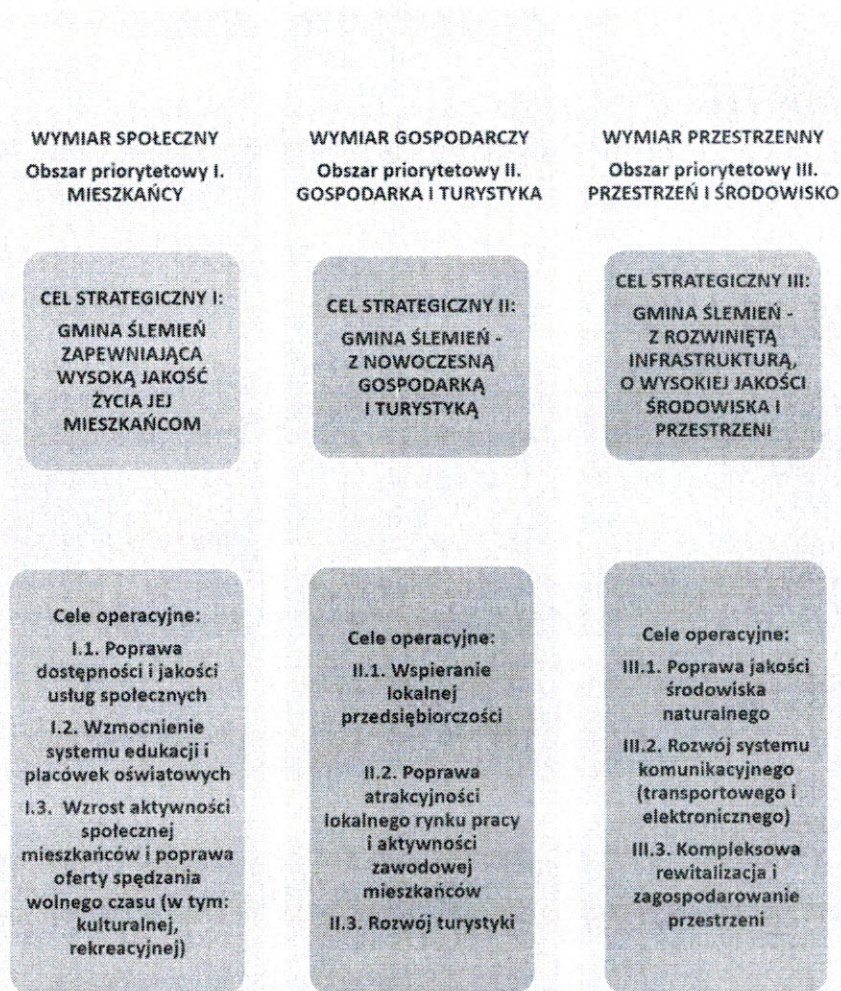 WYMIAR SPOŁECZNY
Obszar priorytetowy I.
MIESZKAŃCY
CEL STRATEGICZNY I:
GMINA ŚLEMIEŃ
ZAPEWNIAJĄCA
WYSOKĄ JAKOŚĆ
ŻYCIA JEJ
MIESZKAŃCOM
Cele operacyjne:
I.1. Poprawa
dostępności i jakości
usług społecznych
I.2. Wzmocnienie
systemu edukacji i
placówek oświatowych
I.3. Wzrost aktywności
społecznej
mieszkańców i poprawa
oferty spędzania
wolnego czasu (w tym:
kulturalnej,
rekreacyjnej)
WYMIAR GOSPODARCZY
Obszar priorytetowy II.
GOSPODARKA I TURYSTYKA
CEL STRATEGICZNY II:
GMINA ŚLEMIEŃ -
Z NOWOCZESNĄ
GOSPODARKĄ
I TURYSTYKĄ
Cele operacyjne:
II.1. Wspieranie
lokalnej
przedsiębiorczości
II.2. Poprawa
atrakcyjności
lokalnego rynku pracy
i aktywności
zawodowej
mieszkańców
II.3. Rozwój turystyki
WYMIAR PRZESTRZENNY
Obszar priorytetowy III.
PRZESTRZEŃ I ŚRODOWISKO
CEL STRATEGICZNY III:
GMINA ŚLEMIEŃ -
Z ROZWINIĘTĄ
INFRASTRUKTURĄ,
O WYSOKIEJ JAKOŚCI
ŚRODOWISKA I
PRZESTRZENI
Cele operacyjne:
III.1. Poprawa jakości
środowiska
naturalnego
III.2. Rozwój systemu
komunikacyjnego
(transportowego i
elektronicznego)
III.3. Kompleksowa
rewitalizacja i
zagospodarowanie
przestrzeni